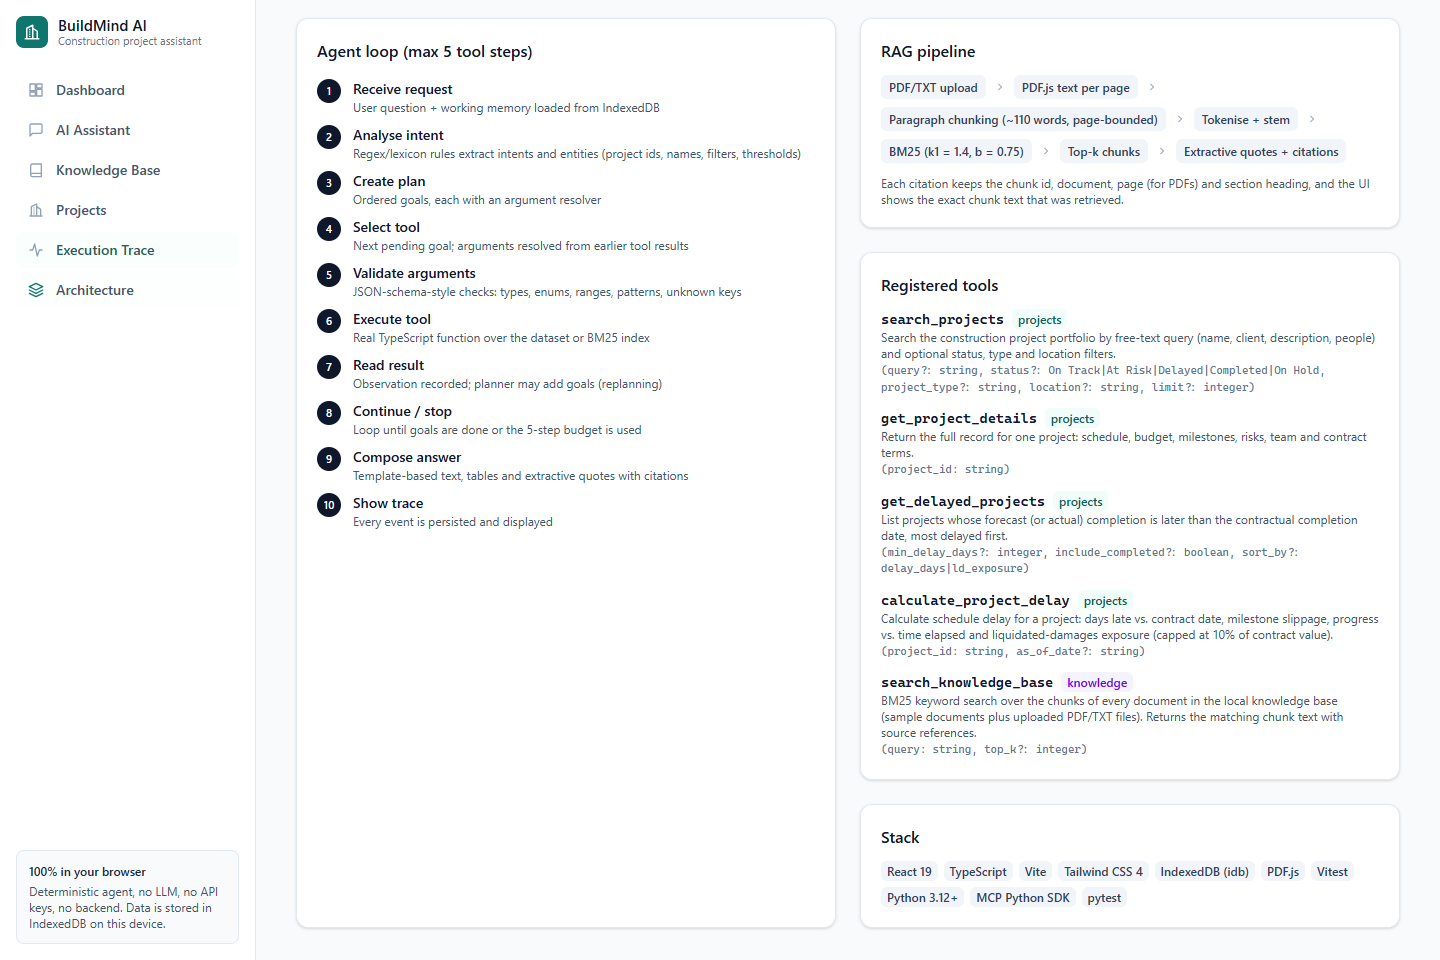 BuildMind AI
Construction project assistant
Dashboard
AI Assistant
Knowledge Base
Projects
Execution Trace
Architecture
100% in your browser
Deterministic agent, no LLM, no API
keys, no backend. Data is stored in
IndexedDB on this device.
Agent loop (max 5 tool steps)
1 Receive request
User question + working memory loaded from IndexedDB
2 Analyse intent
Regex/lexicon rules extract intents and entities (project ids, names, filters, thresholds)
3 Create plan
Ordered goals, each with an argument resolver
4 Select tool
Next pending goal; arguments resolved from earlier tool results
5 Validate arguments
JSON-schema-style checks: types, enums, ranges, patterns, unknown keys
6 Execute tool
Real TypeScript function over the dataset or BM25 index
7 Read result
Observation recorded; planner may add goals (replanning)
8 Continue / stop
Loop until goals are done or the 5-step budget is used
9 Compose answer
Template-based text, tables and extractive quotes with citations
10 Show trace
Every event is persisted and displayed
RAG pipeline
PDF/TXT upload › PDF.js text per page ›
Paragraph chunking (~110 words, page-bounded) › Tokenise + stem ›
BM25 (k1 = 1.4, b = 0.75) › Top-k chunks › Extractive quotes + citations
Each citation keeps the chunk id, document, page (for PDFs) and section heading, and the UI
shows the exact chunk text that was retrieved.
Registered tools
search_projects projects
Search the construction project portfolio by free-text query (name, client, description, people)
and optional status, type and location filters.
(query?: string, status?: On Track|At Risk|Delayed|Completed|On Hold,
project_type?: string, location?: string, limit?: integer)
get_project_details projects
Return the full record for one project: schedule, budget, milestones, risks, team and contract
terms.
(project_id: string)
get_delayed_projects projects
List projects whose forecast (or actual) completion is later than the contractual completion
date, most delayed first.
(min_delay_days?: integer, include_completed?: boolean, sort_by?:
delay_days|ld_exposure)
calculate_project_delay projects
Calculate schedule delay for a project: days late vs. contract date, milestone slippage, progress
vs. time elapsed and liquidated-damages exposure (capped at 10% of contract value).
(project_id: string, as_of_date?: string)
search_knowledge_base knowledge
BM25 keyword search over the chunks of every document in the local knowledge base
(sample documents plus uploaded PDF/TXT files). Returns the matching chunk text with
source references.
(query: string, top_k?: integer)
Stack
React 19 TypeScript Vite Tailwind CSS 4 IndexedDB (idb) PDF.js Vitest
Python 3.12+ MCP Python SDK pytest